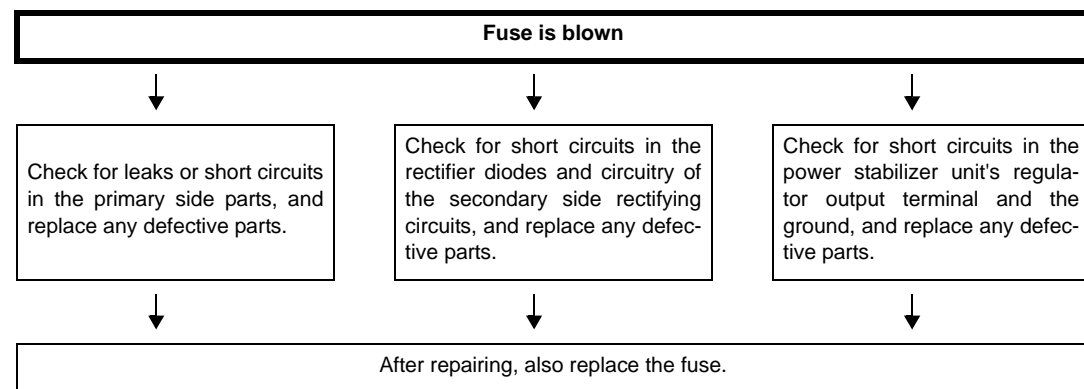 Fuse is blown
Check for leaks or short circuits
in the primary side parts, and
replace any defective parts.
Check for short circuits in the
rectifier diodes and circuitry of
the secondary side rectifying
circuits, and replace any defec-
tive parts.
Check for short circuits in the
power stabilizer unit's regula-
tor output terminal and the
ground, and replace any defec-
tive parts.
After repairing, also replace the fuse.